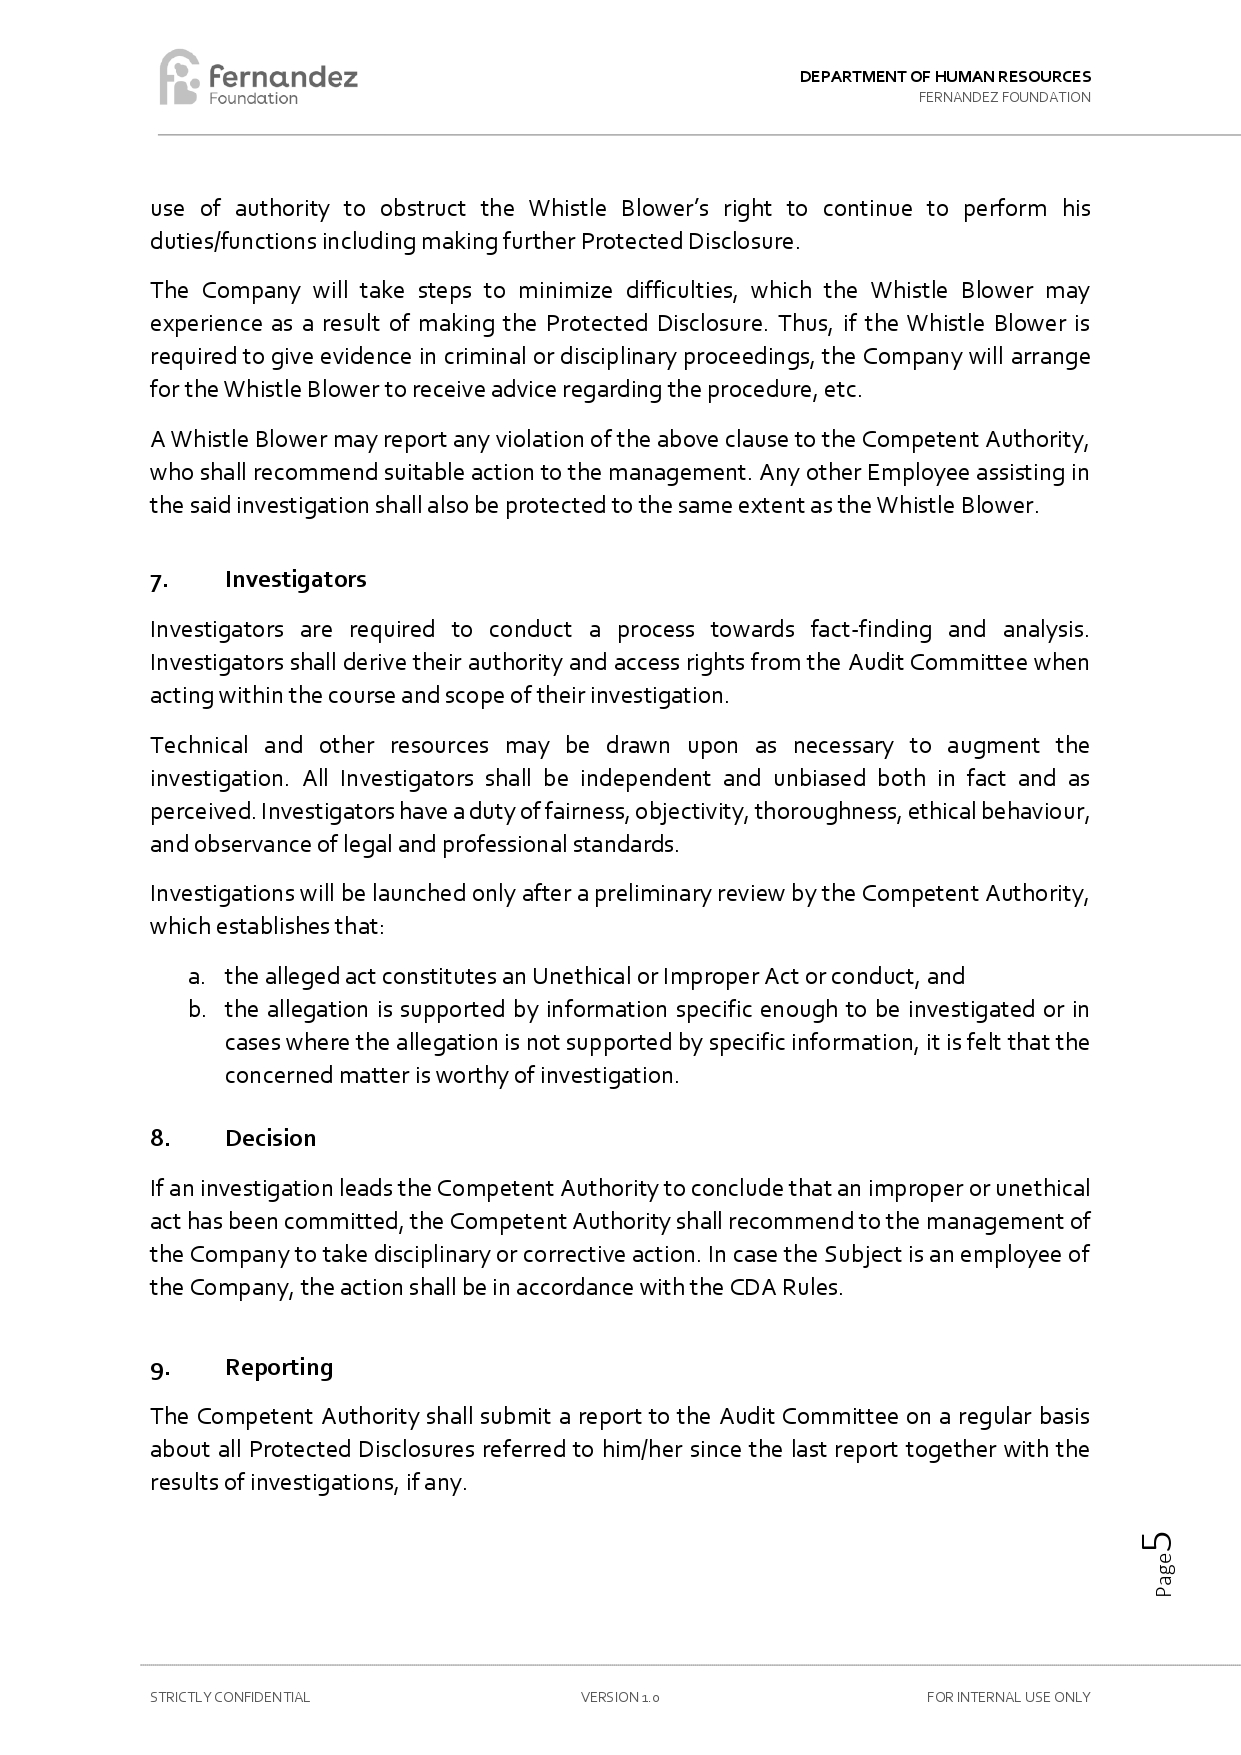 fernandez
Foundation
DEPARTMENT OF HUMAN RESOURCES
FERNANDEZ FOUNDATION
use of authority to obstruct the Whistle Blower’s right to continue to perform his
duties/functions including making further Protected Disclosure.
The Company will take steps to minimize difficulties, which the Whistle Blower may
experience as a result of making the Protected Disclosure. Thus, if the Whistle Blower is
required to give evidence in criminal or disciplinary proceedings, the Company will arrange
for the Whistle Blower to receive advice regarding the procedure, etc.
A Whistle Blower may report any violation of the above clause to the Competent Authority,
who shall recommend suitable action to the management. Any other Employee assisting in
the said investigation shall also be protected to the same extent as the Whistle Blower.
7. Investigators
Investigators are required to conduct a process towards fact-finding and analysis.
Investigators shall derive their authority and access rights from the Audit Committee when
acting within the course and scope of their investigation.
Technical and other resources may be drawn upon as necessary to augment the
investigation. All Investigators shall be independent and unbiased both in fact and as
perceived. Investigators have a duty of fairness, objectivity, thoroughness, ethical behaviour,
and observance of legal and professional standards.
Investigations will be launched only after a preliminary review by the Competent Authority,
which establishes that:
a. the alleged act constitutes an Unethical or Improper Act or conduct, and
b. the allegation is supported by information specific enough to be investigated or in
cases where the allegation is not supported by specific information, it is felt that the
concerned matter is worthy of investigation.
8. Decision
If an investigation leads the Competent Authority to conclude that an improper or unethical
act has been committed, the Competent Authority shall recommend to the management of
the Company to take disciplinary or corrective action. In case the Subject is an employee of
the Company, the action shall be in accordance with the CDA Rules.
9. Reporting
The Competent Authority shall submit a report to the Audit Committee on a regular basis
about all Protected Disclosures referred to him/her since the last report together with the
results of investigations, if any.
Page5
STRICTLY CONFIDENTIAL
VERSION 1.0
FOR INTERNAL USE ONLY